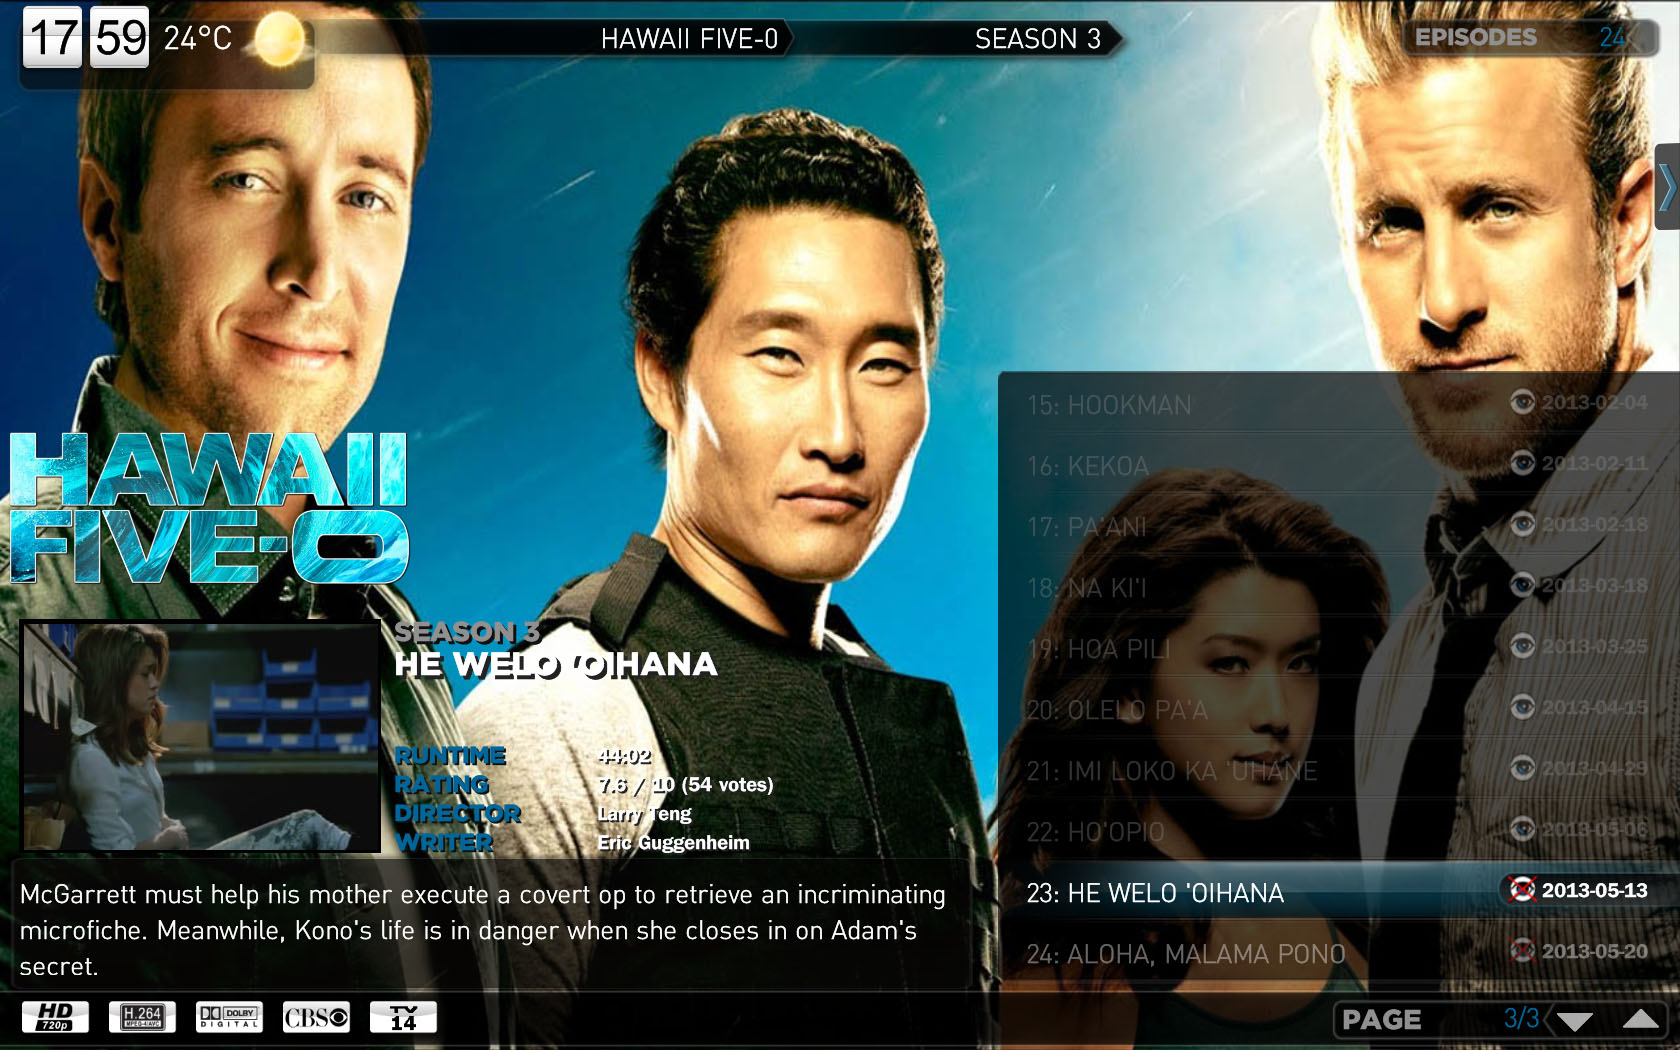 17 59 24°C
HAWAII FIVE-0
SEASON 3
EPISODES 24
15: HOOKMAN 2013-02-04
16: KEKOA 2013-02-11
17: PA'ANI 2013-02-18
18: NA KI'I 2013-03-18
19: HOA PILI 2013-03-25
20: OLELO PA'A 2013-04-15
21: IMI LOKO KA 'UHANE 2013-04-29
22: HO'OPIO 2013-05-06
23: HE WELO 'OIHANA 2013-05-13
24: ALOHA, MALAMA PONO 2013-05-20
HAWAII
FIVE-O
SEASON 3
HE WELO 'OIHANA
RUNTIME 44:02
RATING 7.6 / 10 (54 votes)
DIRECTOR Larry Teng
WRITER Eric Guggenheim
McGarrett must help his mother execute a covert op to retrieve an incriminating
microfiche. Meanwhile, Kono's life is in danger when she closes in on Adam's
secret.
HD
720p
H.264
MPEG-4/AVC
DOLBY
DIGITAL
CBS
TV
14
PAGE 3/3